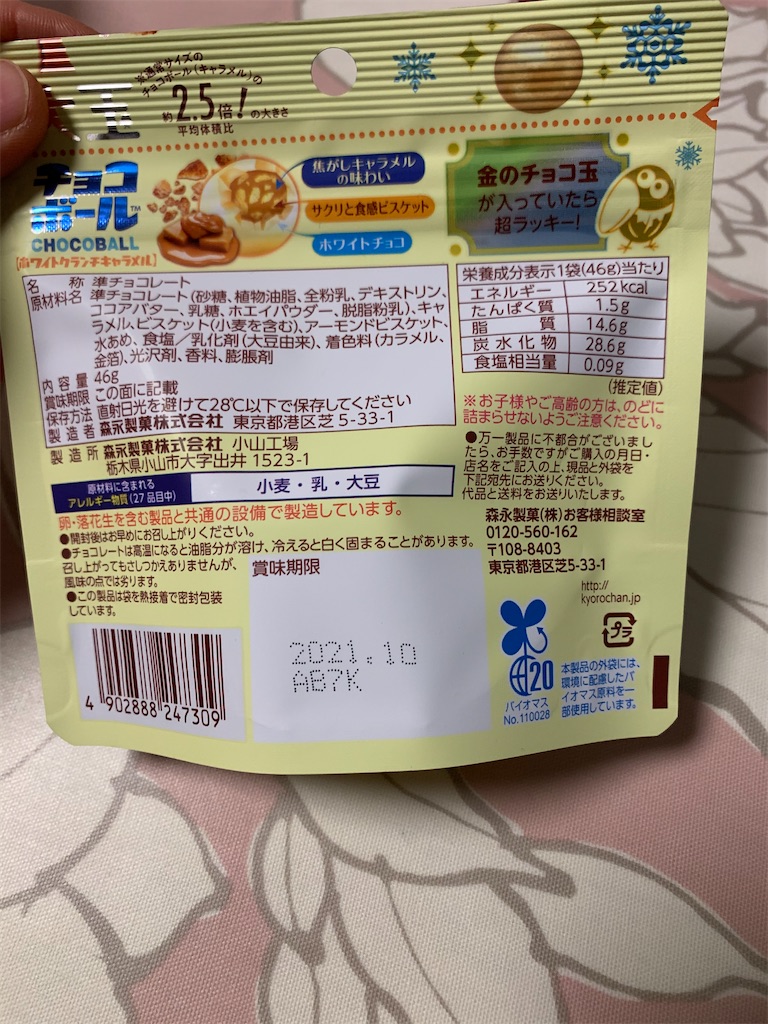 ※通常サイズの
チョコボール(キャラメル)の
約2.5倍!の大きさ
平均体積比
玉
チョコ
ボール™
CHOCOBALL
【ホワイトクランチキャラメル】
焦がしキャラメル
の味わい
サクリと食感ビスケット
ホワイトチョコ
金のチョコ玉
が入っていたら
超ラッキー!
名称 準チョコレート
原材料名 準チョコレート(砂糖、植物油脂、全粉乳、デキストリン、
ココアバター、乳糖、ホエイパウダー、脱脂粉乳)、キャ
ラメル、ビスケット(小麦を含む)、アーモンドビスケット、
水あめ、食塩/乳化剤(大豆由来)、着色料(カラメル、
金箔)、光沢剤、香料、膨脹剤
内容量 46g
賞味期限 この面に記載
保存方法 直射日光を避けて28℃以下で保存してください
製造者 森永製菓株式会社 東京都港区芝5-33-1
製造所 森永製菓株式会社 小山工場
栃木県小山市大字出井1523-1
原材料に含まれる
アレルギー物質(27品目中)
小麦・乳・大豆
卵・落花生を含む製品と共通の設備で製造しています。
●開封後はお早めにお召し上がりください。
●チョコレートは高温になると油脂分が溶け、冷えると白く固まることがあります。
召し上がってもさしつかえありませんが、
風味の点では劣ります。
●この製品は袋を熱接着で密封包装
しています。
賞味期限
2021.10
AB7K
4 902888 247309
栄養成分表示1袋(46g)当たり
エネルギー 252kcal
たんぱく質 1.5g
脂質 14.6g
炭水化物 28.6g
食塩相当量 0.09g
(推定値)
※お子様やご高齢の方は、のどに
詰まらせないようご注意ください。
●万一製品に不都合がございまし
たら、お手数ですがご購入の月日・
店名をご記入の上、現品と外袋を
下記宛先にお送りください。
代品と送料をお送りいたします。
森永製菓(株)お客様相談室
0120-560-162
〒108-8403
東京都港区芝5-33-1
http://
kyorochan.jp
プラ
20
バイオマス
No.110028
本製品の外袋には、
環境に配慮したバ
イオマス原料を一
部使用しています。